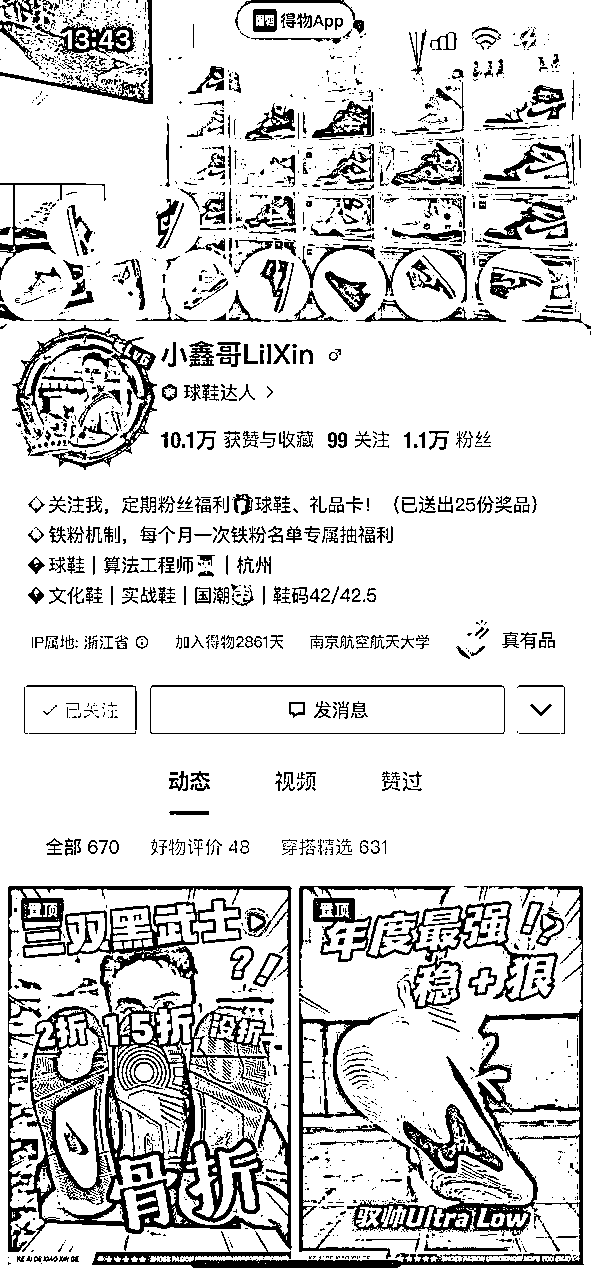 13:43
得物App
小鑫哥LilXin ♂
球鞋达人 >
10.1万 获赞与收藏 99 关注 1.1万 粉丝
关注我，定期粉丝福利球鞋、礼品卡！（已送出25份奖品）
铁粉机制，每个月一次铁粉名单专属抽福利
球鞋｜算法工程师｜杭州
文化鞋｜实战鞋｜国潮｜鞋码42/42.5
IP属地: 浙江省 加入得物2861天 南京航空航天大学 真有品
已关注
发消息
动态 视频 赞过
全部 670 好物评价 48 穿搭精选 631
置顶
三双黑武士
?!
2折 1.5折 没折
骨折
置顶
年度最强!?
稳+狠
驭帅Ultra Low